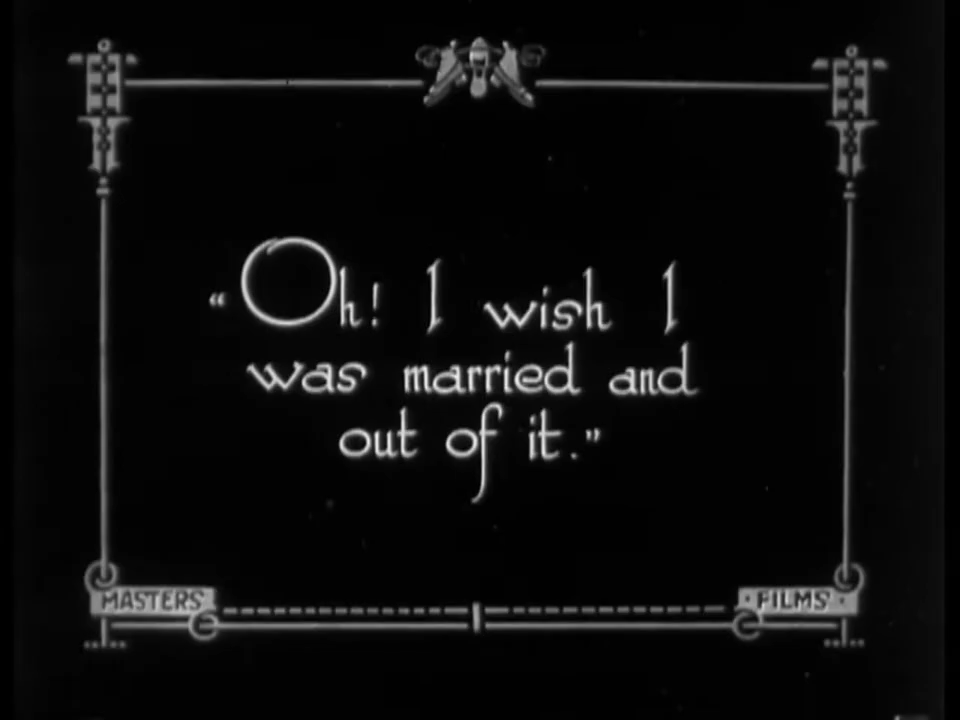 “Oh! I wish I
was married and
out of it.”
MASTERS
FILMS